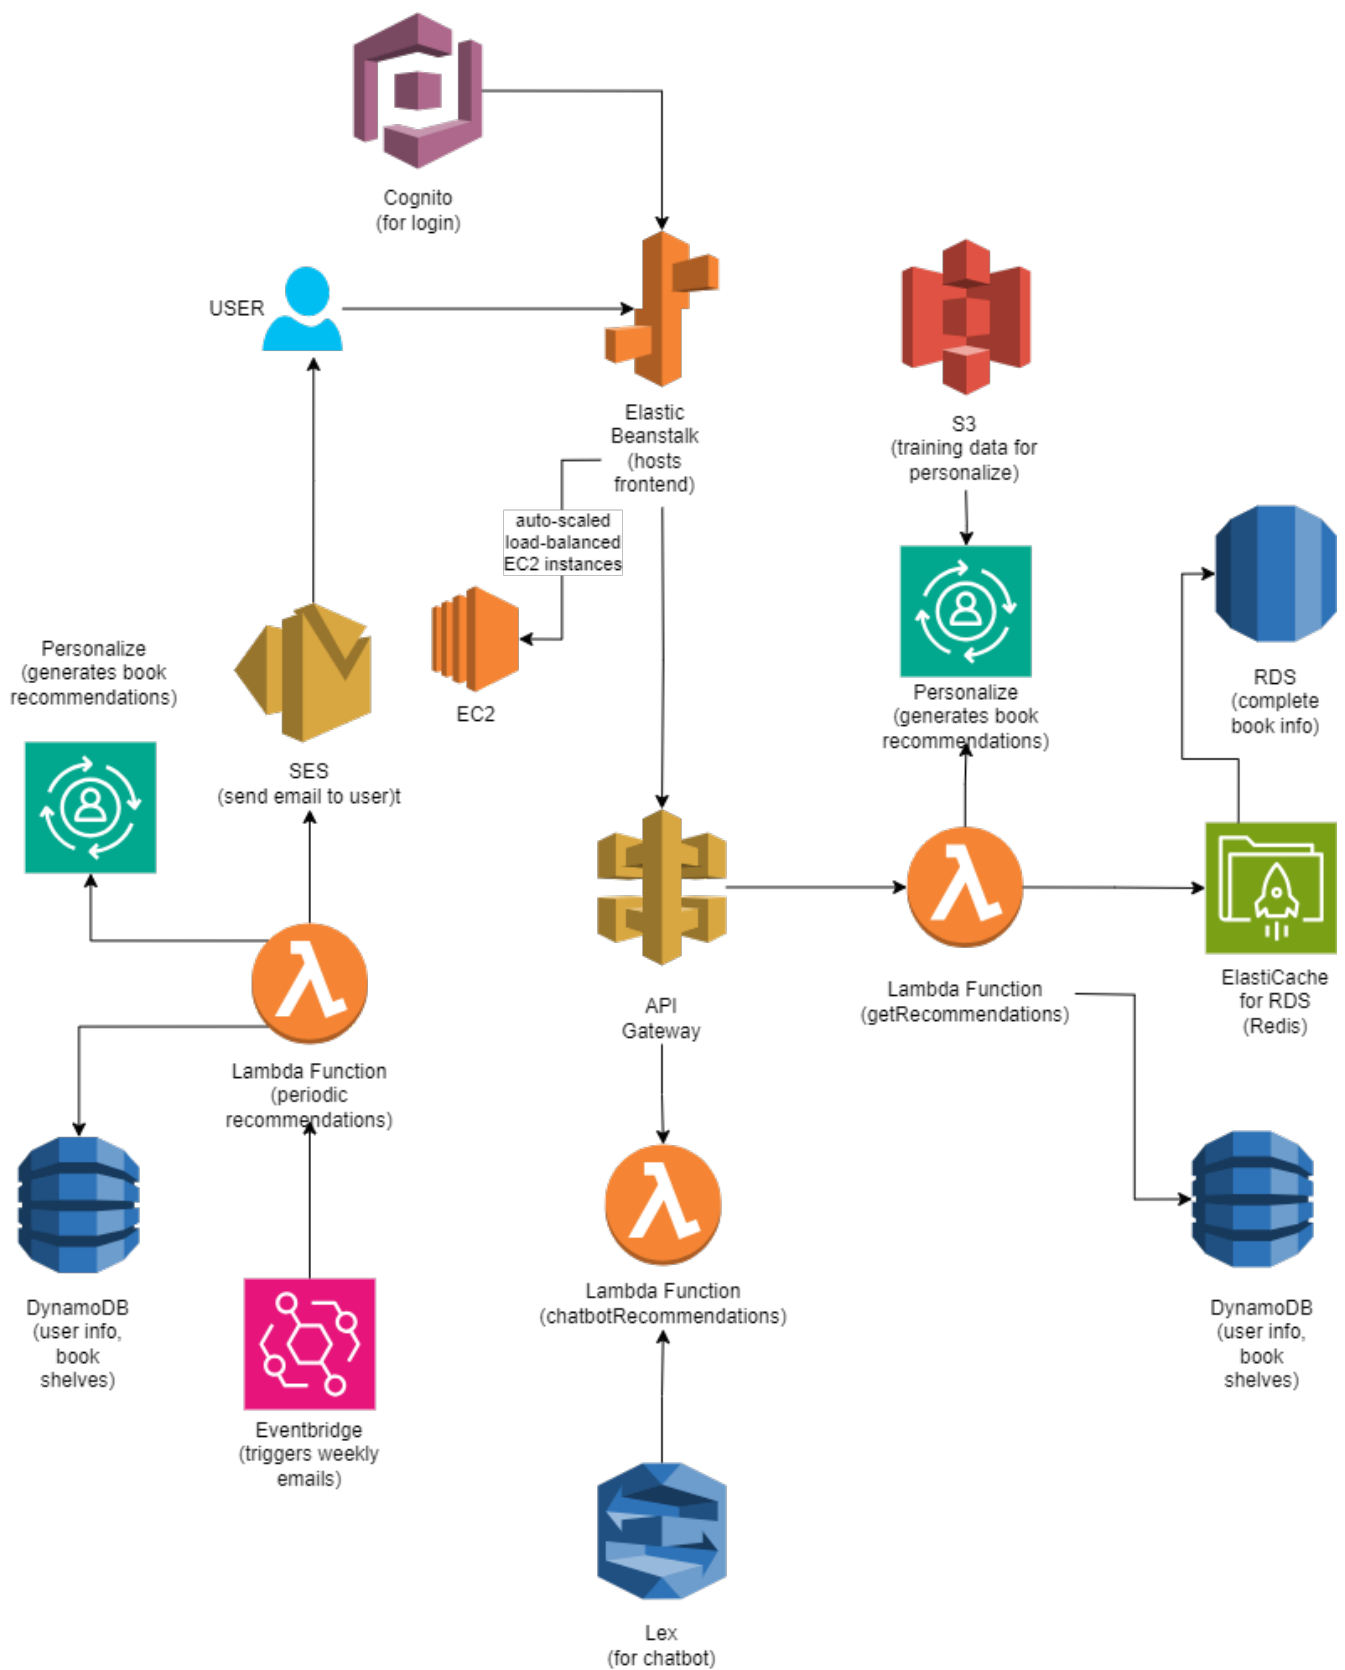 Cognito
(for login)
USER
Elastic
Beanstalk
(hosts
frontend)
S3
(training data for
personalize)
auto-scaled
load-balanced
EC2 instances
EC2
Personalize
(generates book
recommendations)
SES
(send email to user)t
Personalize
(generates book
recommendations)
RDS
(complete
book info)
API
Gateway
Lambda Function
(getRecommendations)
ElastiCache
for RDS
(Redis)
Lambda Function
(periodic
recommendations)
Lambda Function
(chatbotRecommendations)
DynamoDB
(user info,
book
shelves)
DynamoDB
(user info,
book
shelves)
Eventbridge
(triggers weekly
emails)
Lex
(for chatbot)